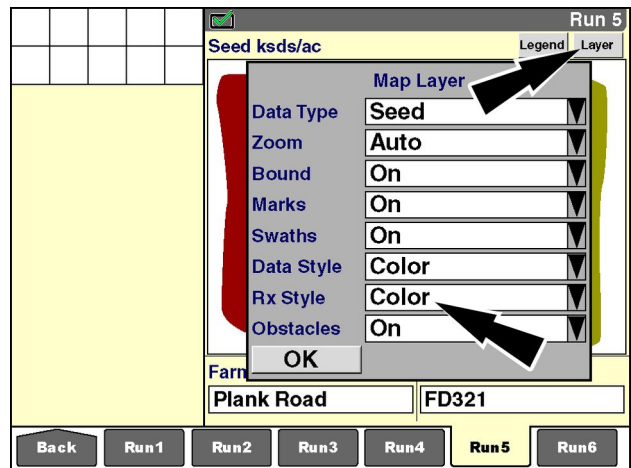 Run 5
Seed ksds/ac
Legend
Layer
Map Layer
Data Type Seed
Zoom Auto
Bound On
Marks On
Swaths On
Data Style Color
Rx Style Color
Obstacles On
OK
Farm
Plank Road FD321
Back Run1 Run2 Run3 Run4 Run5 Run6